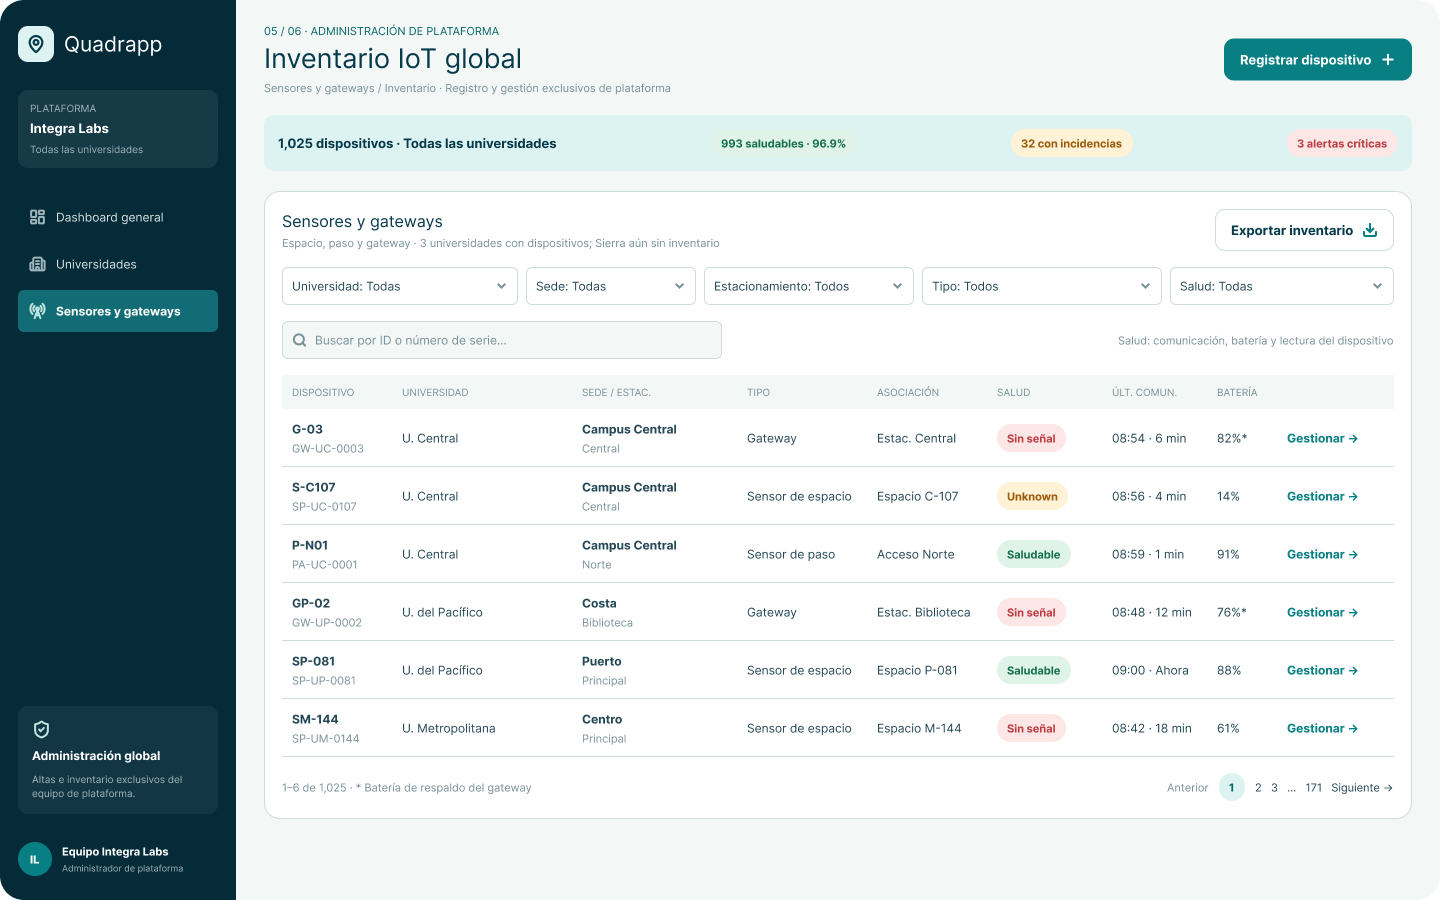 Quadrapp
PLATAFORMA
Integra Labs
Todas las universidades
Dashboard general
Universidades
Sensores y gateways
Administración global
Altas e inventario exclusivos del
equipo de plataforma.
IL
Equipo Integra Labs
Administrador de plataforma
05 / 06 · ADMINISTRACIÓN DE PLATAFORMA
Inventario IoT global
Sensores y gateways / Inventario · Registro y gestión exclusivos de plataforma
Registrar dispositivo +
1,025 dispositivos · Todas las universidades
993 saludables · 96.9%
32 con incidencias
3 alertas críticas
Sensores y gateways
Espacio, paso y gateway · 3 universidades con dispositivos; Sierra aún sin inventario
Exportar inventario
Universidad: Todas
Sede: Todas
Estacionamiento: Todos
Tipo: Todos
Salud: Todas
Buscar por ID o número de serie...
Salud: comunicación, batería y lectura del dispositivo
DISPOSITIVO UNIVERSIDAD SEDE / ESTAC. TIPO ASOCIACIÓN SALUD ÚLT. COMUN. BATERÍA
G-03 U. Central Campus Central Gateway Estac. Central Sin señal 08:54 · 6 min 82%* Gestionar →
GW-UC-0003 Central
S-C107 U. Central Campus Central Sensor de espacio Espacio C-107 Unknown 08:56 · 4 min 14% Gestionar →
SP-UC-0107 Central
P-N01 U. Central Campus Central Sensor de paso Acceso Norte Saludable 08:59 · 1 min 91% Gestionar →
PA-UC-0001 Norte
GP-02 U. del Pacífico Costa Gateway Estac. Biblioteca Sin señal 08:48 · 12 min 76%* Gestionar →
GW-UP-0002 Biblioteca
SP-081 U. del Pacífico Puerto Sensor de espacio Espacio P-081 Saludable 09:00 · Ahora 88% Gestionar →
SP-UP-0081 Principal
SM-144 U. Metropolitana Centro Sensor de espacio Espacio M-144 Sin señal 08:42 · 18 min 61% Gestionar →
SP-UM-0144 Principal
1–6 de 1,025 · * Batería de respaldo del gateway
Anterior 1 2 3 ... 171 Siguiente →